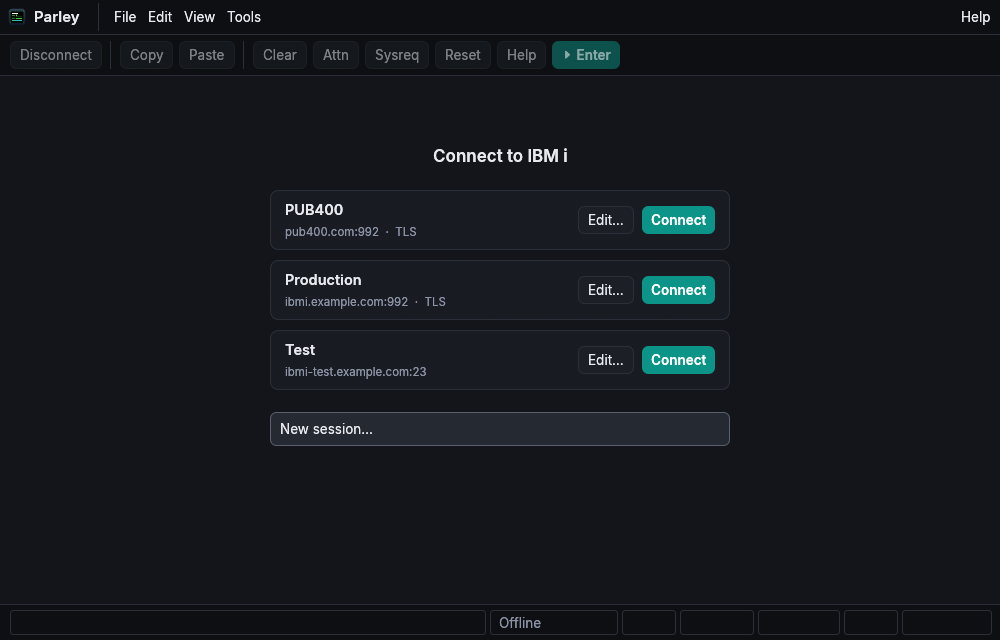 Parley File Edit View Tools Help
Disconnect Copy Paste Clear Attn Sysreq Reset Help Enter
Connect to IBM i
PUB400
pub400.com:992 · TLS
Edit... Connect
Production
ibmi.example.com:992 · TLS
Edit... Connect
Test
ibmi-test.example.com:23
Edit... Connect
New session...
Offline